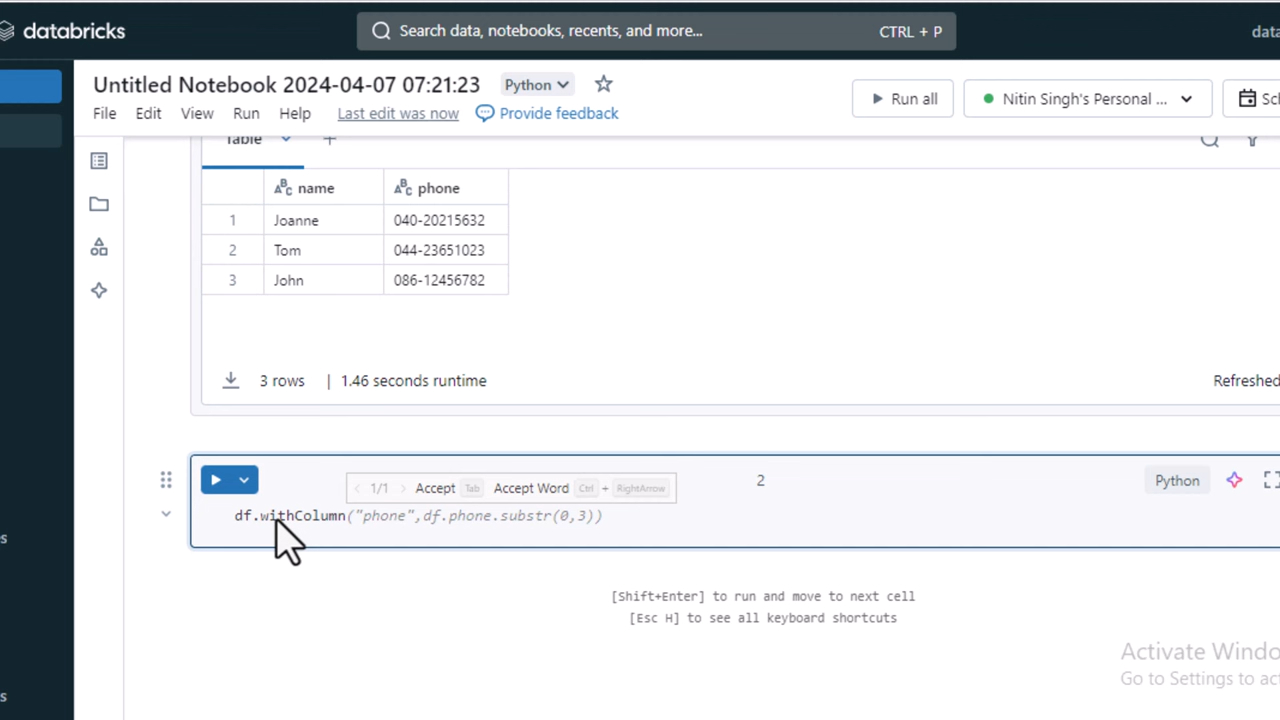 databricks
Search data, notebooks, recents, and more...
CTRL + P
data
Untitled Notebook 2024-04-07 07:21:23
Python
File Edit View Run Help Last edit was now Provide feedback
Run all
Nitin Singh's Personal ...
Table +
name phone
1 Joanne 040-20215632
2 Tom 044-23651023
3 John 086-12456782
3 rows | 1.46 seconds runtime
Refreshed
< 1/1 > Accept Tab Accept Word Ctrl + RightArrow
2
Python
df.withColumn("phone",df.phone.substr(0,3))
[Shift+Enter] to run and move to next cell
[Esc H] to see all keyboard shortcuts
Activate Windo
Go to Settings to ac